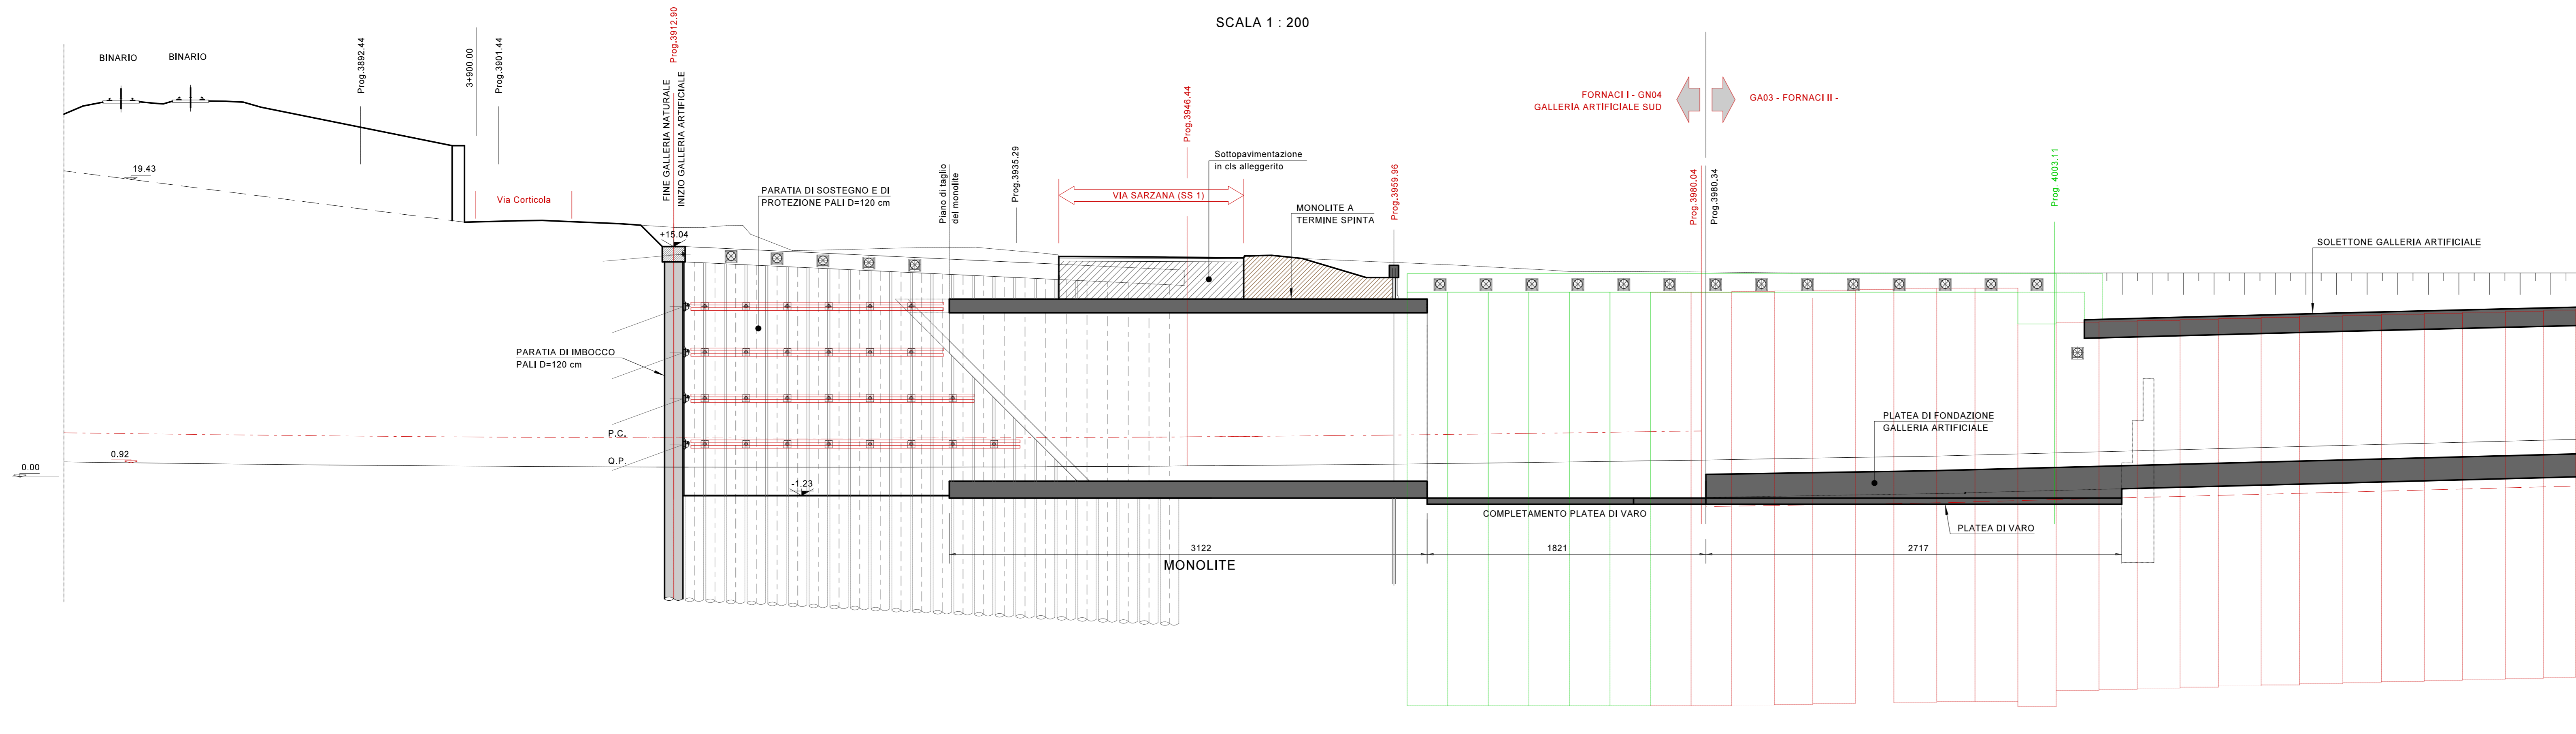 SCALA 1 : 200
BINARIO
BINARIO
Prog.3892.44
3+900.00
Prog.3901.44
Prog.3912.90
FINE GALLERIA NATURALE
INIZIO GALLERIA ARTIFICIALE
19.43
Via Corticola
+15.04
PARATIA DI SOSTEGNO E DI
PROTEZIONE PALI D=120 cm
Piano di taglio
del monolite
Prog.3935.29
Prog.3946.44
Sottopavimentazione
in cls alleggerito
VIA SARZANA (SS 1)
MONOLITE A
TERMINE SPINTA
Prog.3959.96
FORNACI I - GN04
GALLERIA ARTIFICIALE SUD
GA03 - FORNACI II -
Prog.3980.04
Prog.3980.34
Prog. 4003.11
SOLETTONE GALLERIA ARTIFICIALE
PARATIA DI IMBOCCO
PALI D=120 cm
P.C.
Q.P.
0.92
0.00
-1.23
PLATEA DI FONDAZIONE
GALLERIA ARTIFICIALE
COMPLETAMENTO PLATEA DI VARO
PLATEA DI VARO
3122
1821
2717
MONOLITE